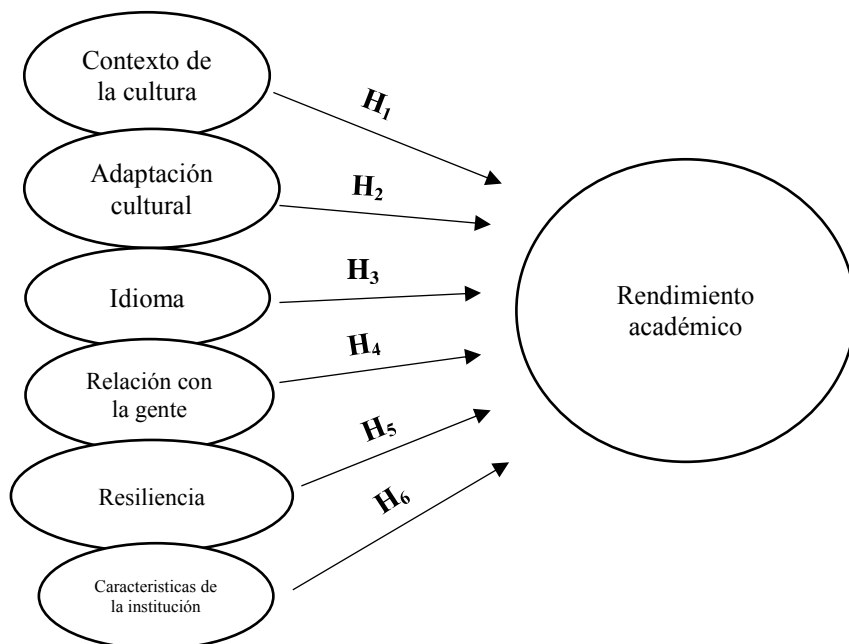 Contexto de
la cultura
H₁
Adaptación
cultural
H₂
Idioma
H₃
Relación con
la gente
H₄
Resiliencia
H₅
Caracteristicas de
la institución
H₆
Rendimiento
académico